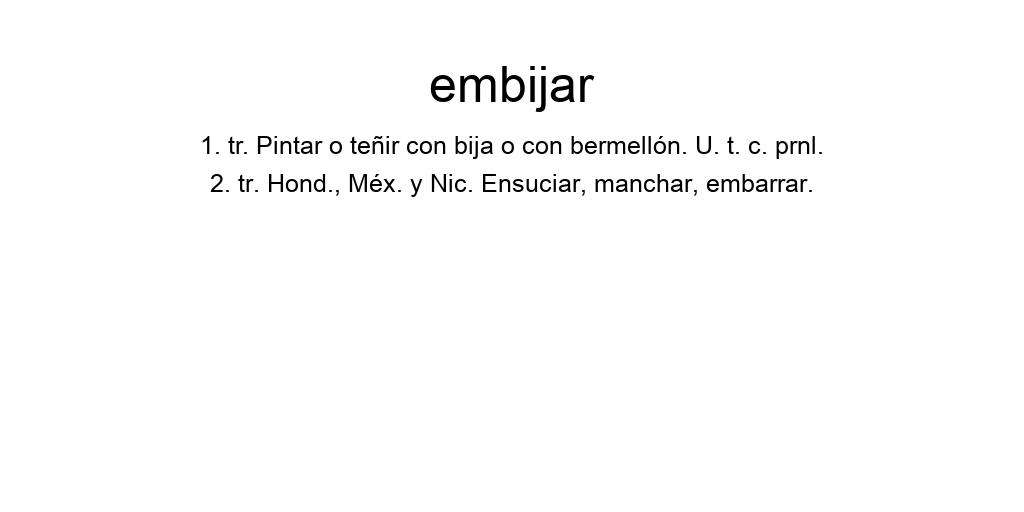 embijar
1. tr. Pintar o teñir con bija o con bermellón. U. t. c. prnl.
2. tr. Hond., Méx. y Nic. Ensuciar, manchar, embarrar.